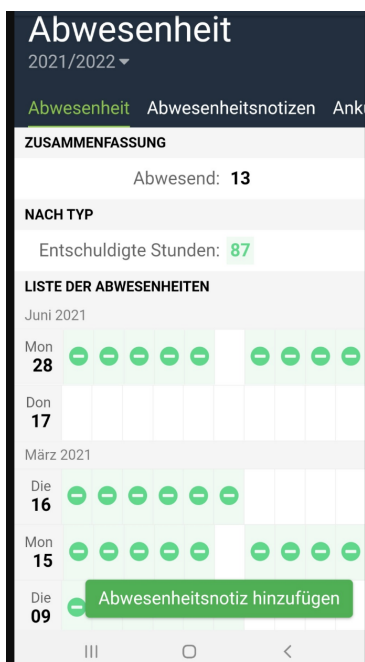 Abwesenheit
2021/2022
Abwesenheit Abwesenheitsnotizen Anku
ZUSAMMENFASSUNG
Abwesend: 13
NACH TYP
Entschuldigte Stunden: 87
LISTE DER ABWESENHEITEN
Juni 2021
Mon
28
Don
17
März 2021
Die
16
Mon
15
Die
09
Abwesenheitsnotiz hinzufügen